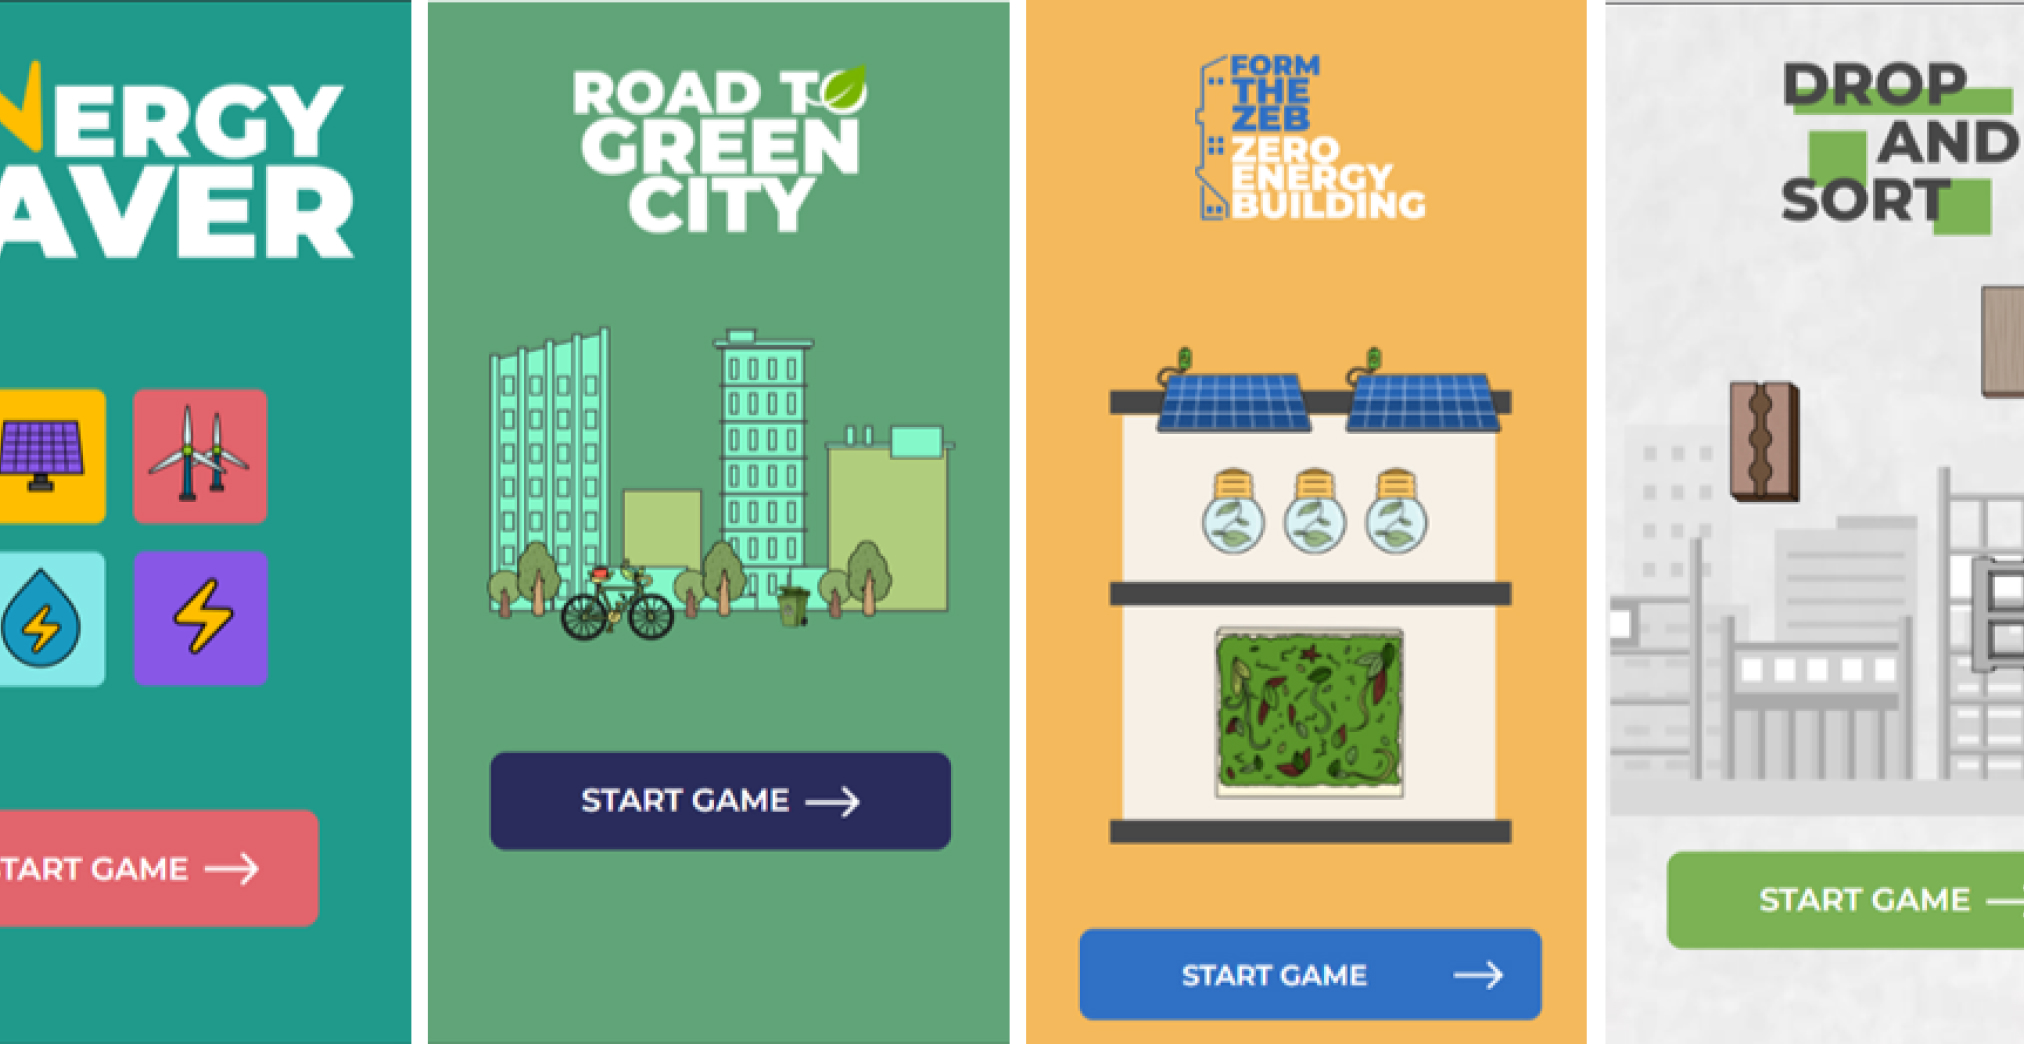 NERGY
AVER
START GAME
ROAD TO
GREEN
CITY
START GAME
FORM
THE
ZEB
ZERO
ENERGY
BUILDING
START GAME
DROP
AND
SORT
START GAME